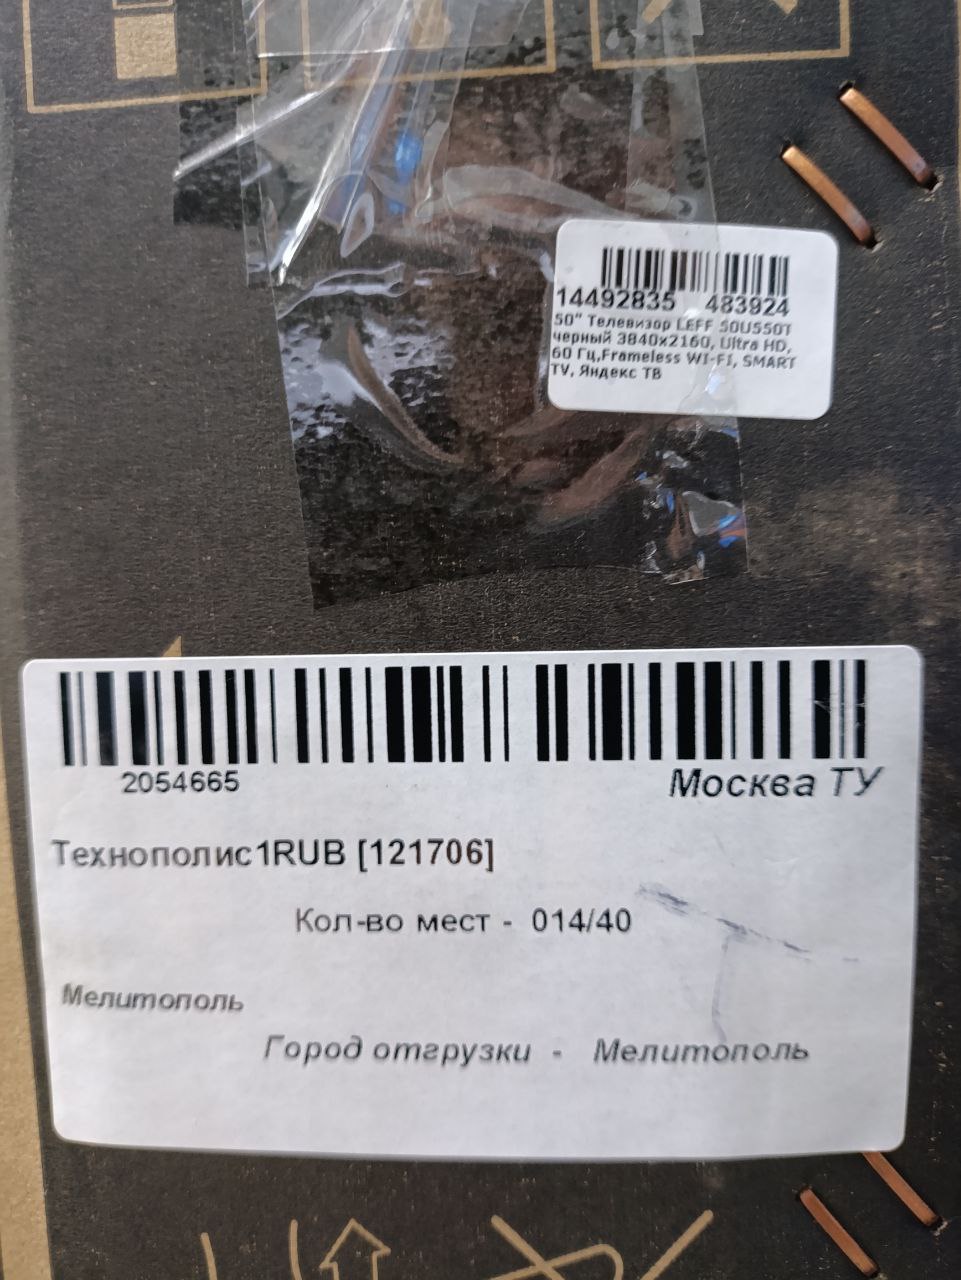 14492835 483924
50" Телевизор LEFF 50U550T
черный 3840x2160, Ultra HD,
60 Гц,Frameless WI-FI, SMART
TV, Яндекс ТВ
2054665 Москва ТУ
Технополис1RUB [121706]
Кол-во мест - 014/40
Мелитополь
Город отгрузки - Мелитополь